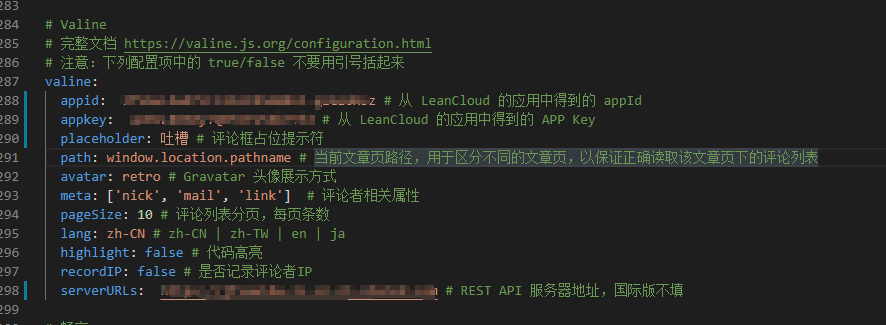 283
284 # Valine
285 # 完整文档 https://valine.js.org/configuration.html
286 # 注意：下列配置项中的 true/false 不要用引号括起来
287 valine:
288 appid: # 从 LeanCloud 的应用中得到的 appId
289 appkey: # 从 LeanCloud 的应用中得到的 APP Key
290 placeholder: 吐槽 # 评论框占位提示符
291 path: window.location.pathname # 当前文章页路径，用于区分不同的文章页，以保证正确读取该文章页下的评论列表
292 avatar: retro # Gravatar 头像展示方式
293 meta: ['nick', 'mail', 'link'] # 评论者相关属性
294 pageSize: 10 # 评论列表分页，每页条数
295 lang: zh-CN # zh-CN | zh-TW | en | ja
296 highlight: false # 代码高亮
297 recordIP: false # 是否记录评论者IP
298 serverURLs: # REST API 服务器地址，国际版不填
299